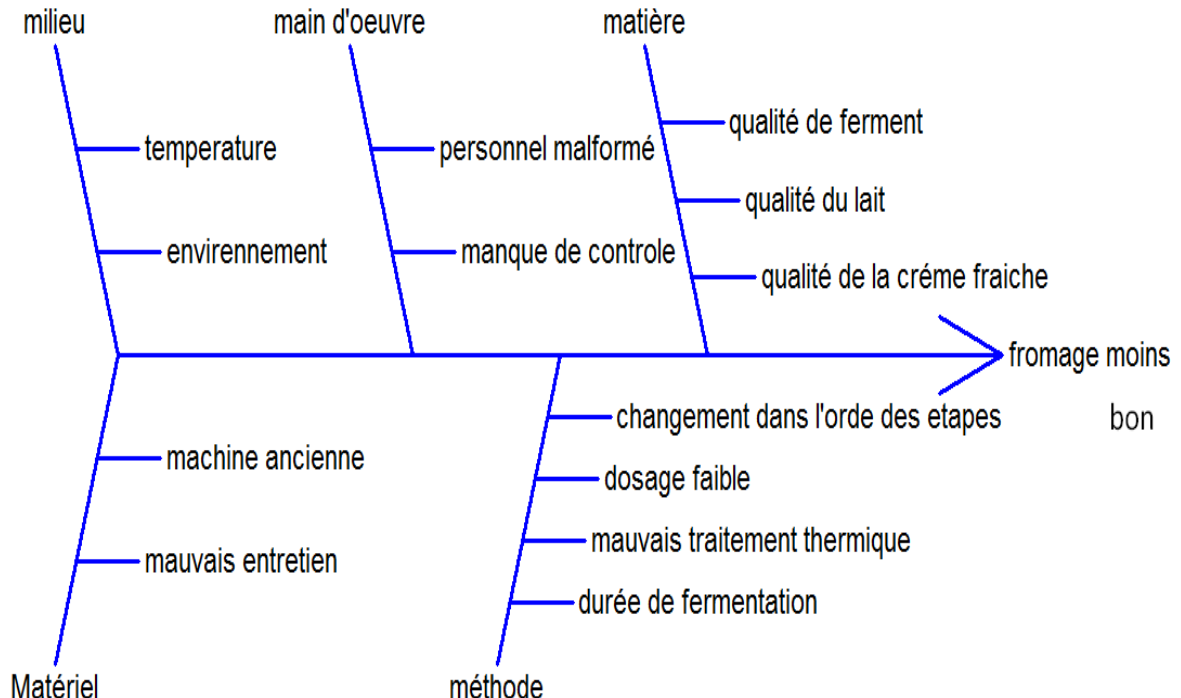 milieu
main d'oeuvre
matière
temperature
envirennement
personnel malformé
manque de controle
qualité de ferment
qualité du lait
qualité de la créme fraiche
fromage moins
bon
machine ancienne
mauvais entretien
changement dans l'orde des etapes
dosage faible
mauvais traitement thermique
durée de fermentation
Matériel
méthode